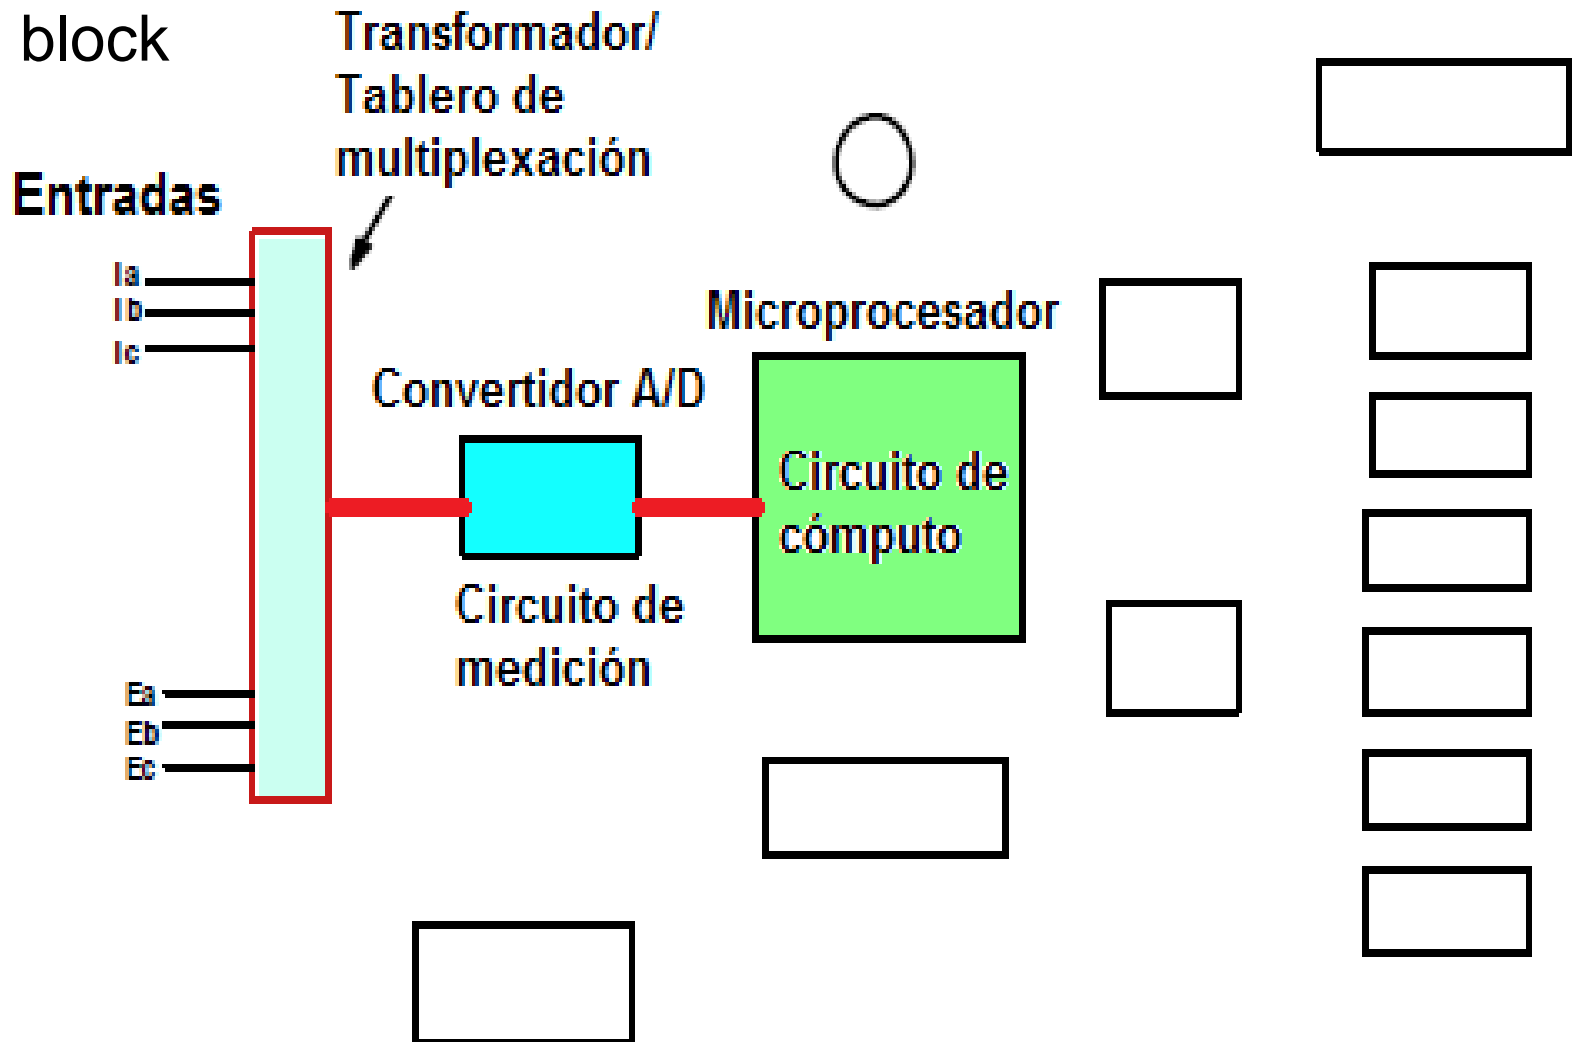 block
Transformador/
Tablero de
multiplexación
Entradas
Ia
Ib
Ic
Microprocesador
Convertidor A/D
Circuito de
cómputo
Circuito de
medición
Ea
Eb
Ec